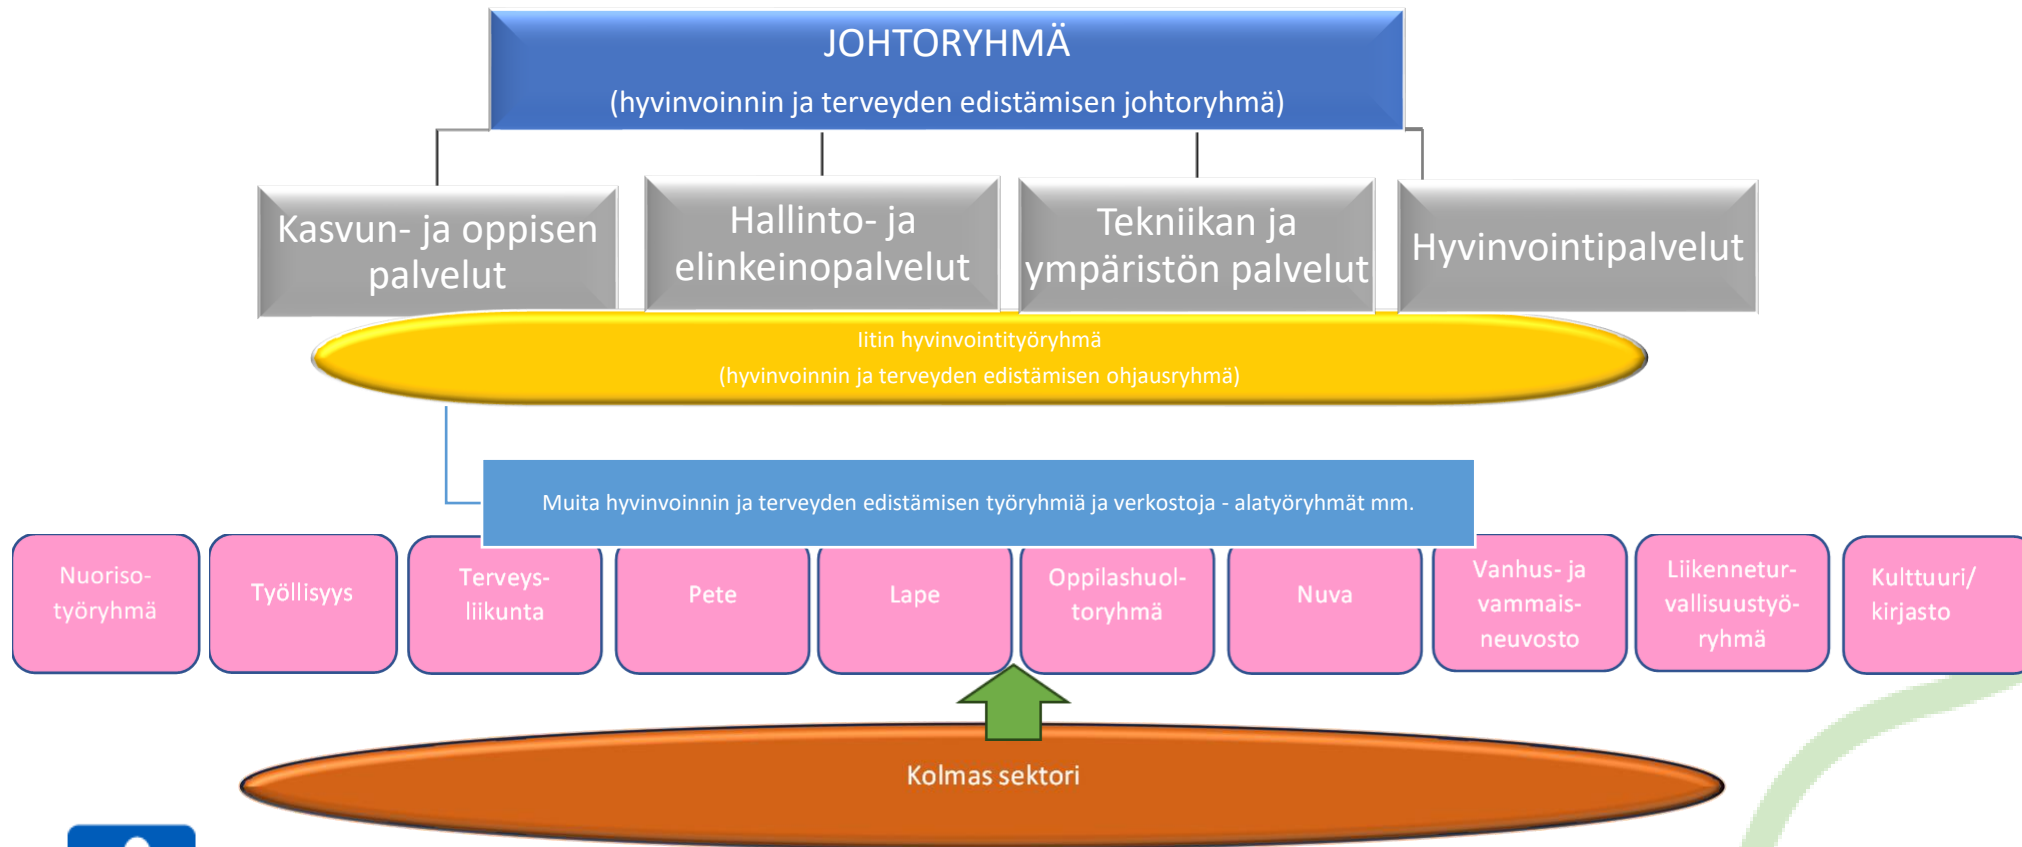 JOHTORYHMÄ
(hyvinvoinnin ja terveyden edistämisen johtoryhmä)
Kasvun- ja oppisen
palvelut
Hallinto- ja
elinkeinopalvelut
Tekniikan ja
ympäristön palvelut
Hyvinvointipalvelut
Iitin hyvinvointityöryhmä
(hyvinvoinnin ja terveyden edistämisen ohjausryhmä)
Muita hyvinvoinnin ja terveyden edistämisen työryhmiä ja verkostoja - alatyöryhmät mm.
Nuoriso-
työryhmä
Työllisyys
Terveys-
liikunta
Pete
Lape
Oppilashuol-
toryhmä
Nuva
Vanhus- ja
vammais-
neuvosto
Liikennetur-
vallisuustyö-
ryhmä
Kulttuuri/
kirjasto
Kolmas sektori